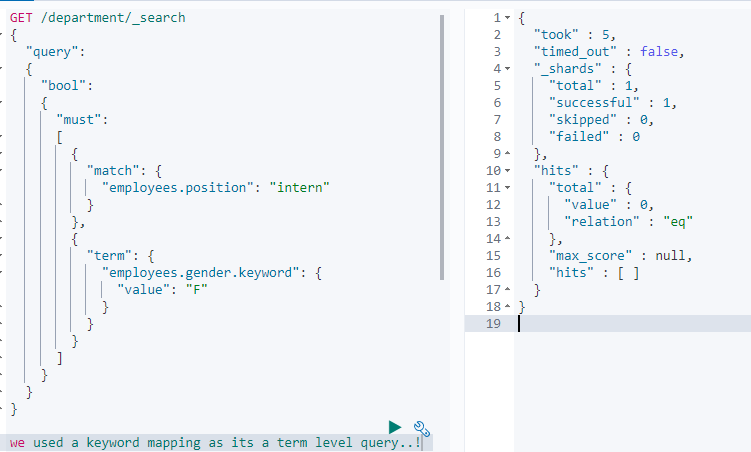 GET /department/_search
{
"query":
{
"bool":
{
"must":
[
{
"match": {
"employees.position": "intern"
}
},
{
"term": {
"employees.gender.keyword": {
"value": "F"
}
}
}
]
}
}
}
we used a keyword mapping as its a term level query..!
1 {
2 "took" : 5,
3 "timed_out" : false,
4 "_shards" : {
5 "total" : 1,
6 "successful" : 1,
7 "skipped" : 0,
8 "failed" : 0
9 },
10 "hits" : {
11 "total" : {
12 "value" : 0,
13 "relation" : "eq"
14 },
15 "max_score" : null,
16 "hits" : [ ]
17 }
18 }
19